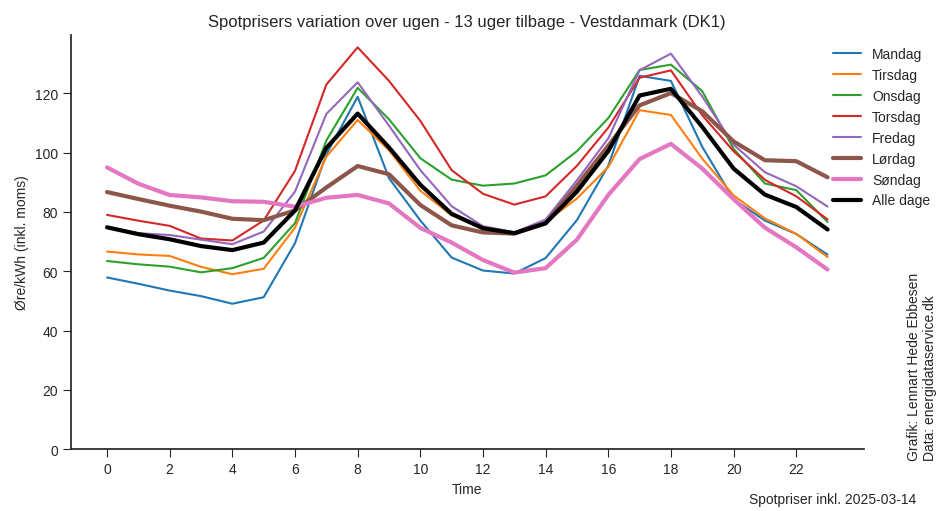 Spotprisers variation over ugen - 13 uger tilbage - Vestdanmark (DK1)
Øre/kWh (inkl. moms)
120
100
80
60
40
20
0
0 2 4 6 8 10 12 14 16 18 20 22
Time
Mandag
Tirsdag
Onsdag
Torsdag
Fredag
Lørdag
Søndag
Alle dage
Grafik: Lennart Hede Ebbesen
Data: energidataservice.dk
Spotpriser inkl. 2025-03-14